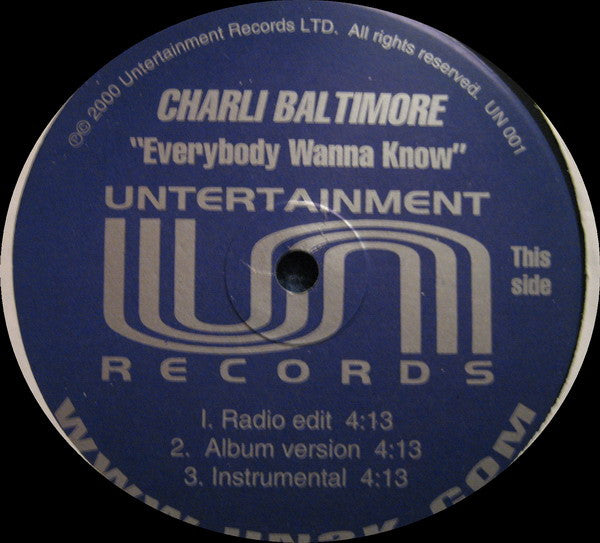 ℗© 2000 Untertainment Records LTD. All rights reserved. UN 001
CHARLI BALTIMORE
"Everybody Wanna Know"
UNTERTAINMENT
un
This
side
RECORDS
1. Radio edit 4:13
2. Album version 4:13
3. Instrumental 4:13